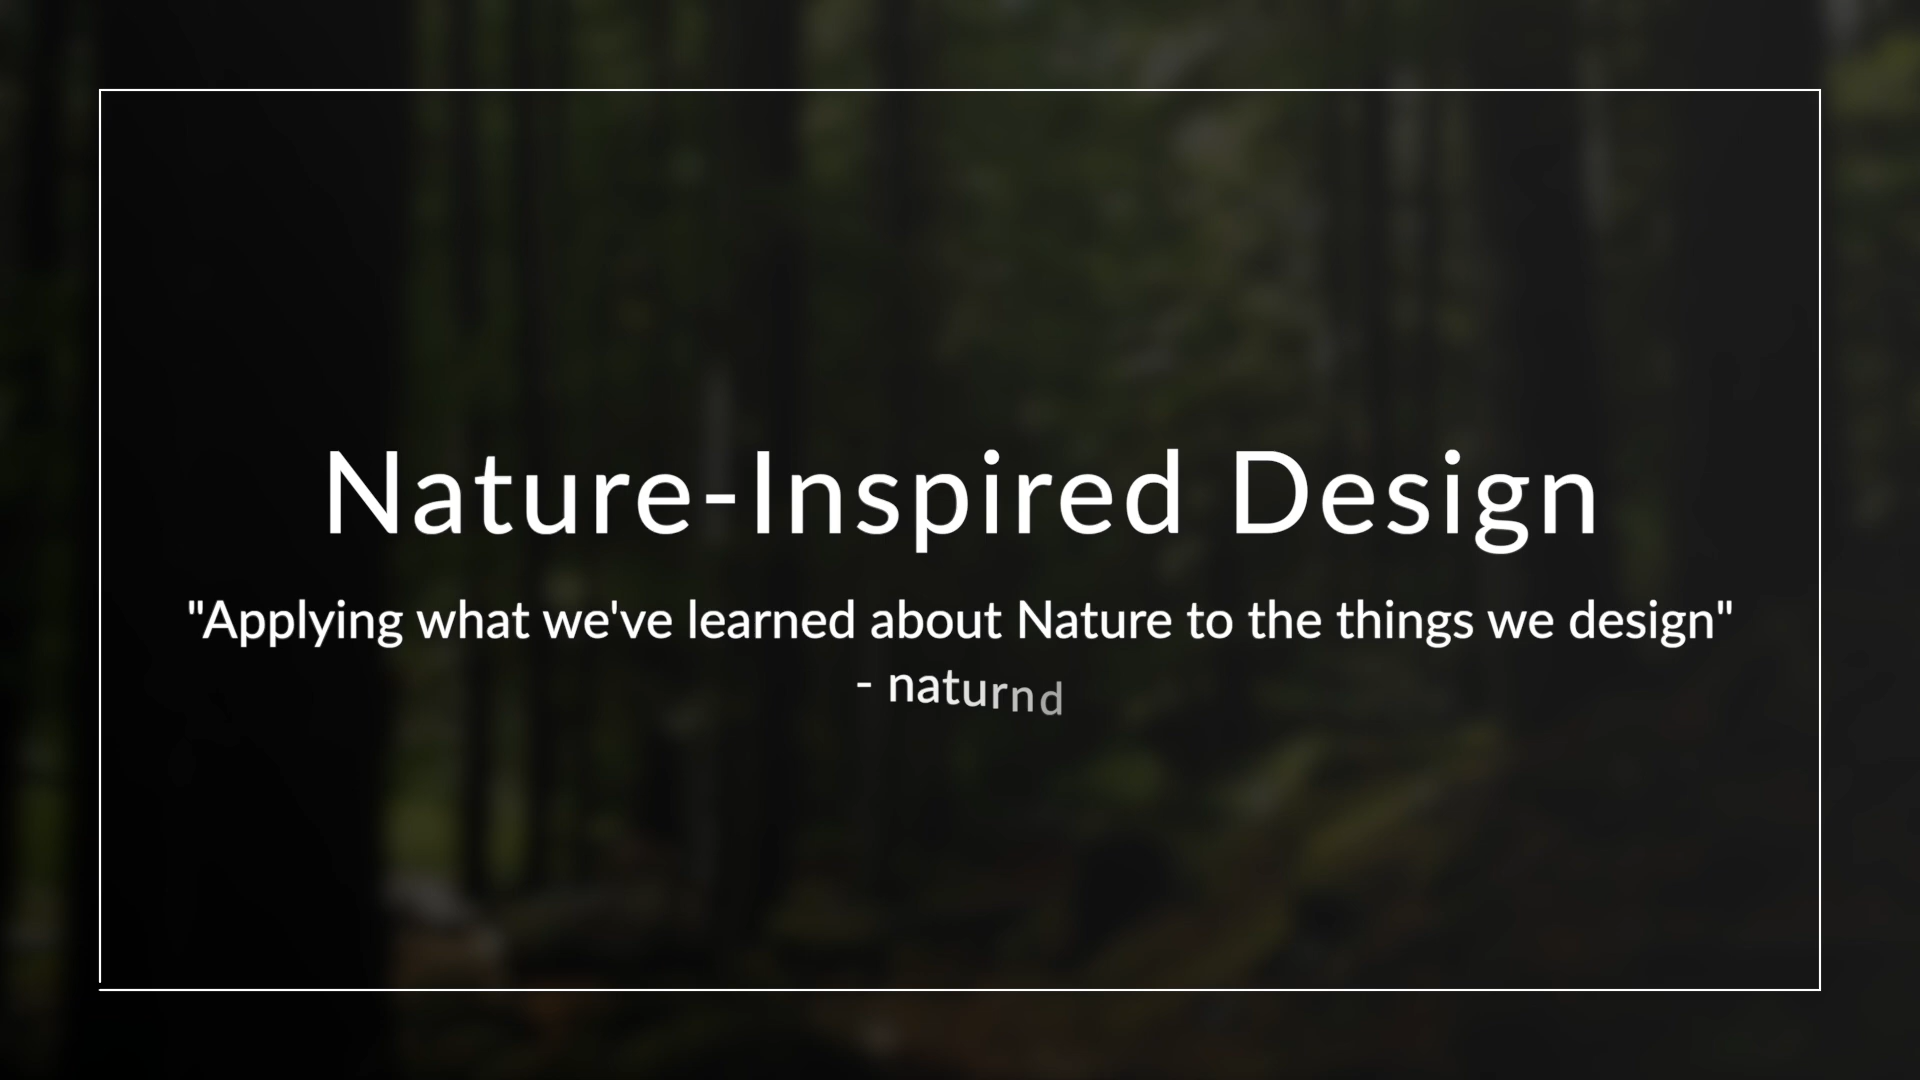 Nature-Inspired Design
"Applying what we've learned about Nature to the things we design"
- naturnd